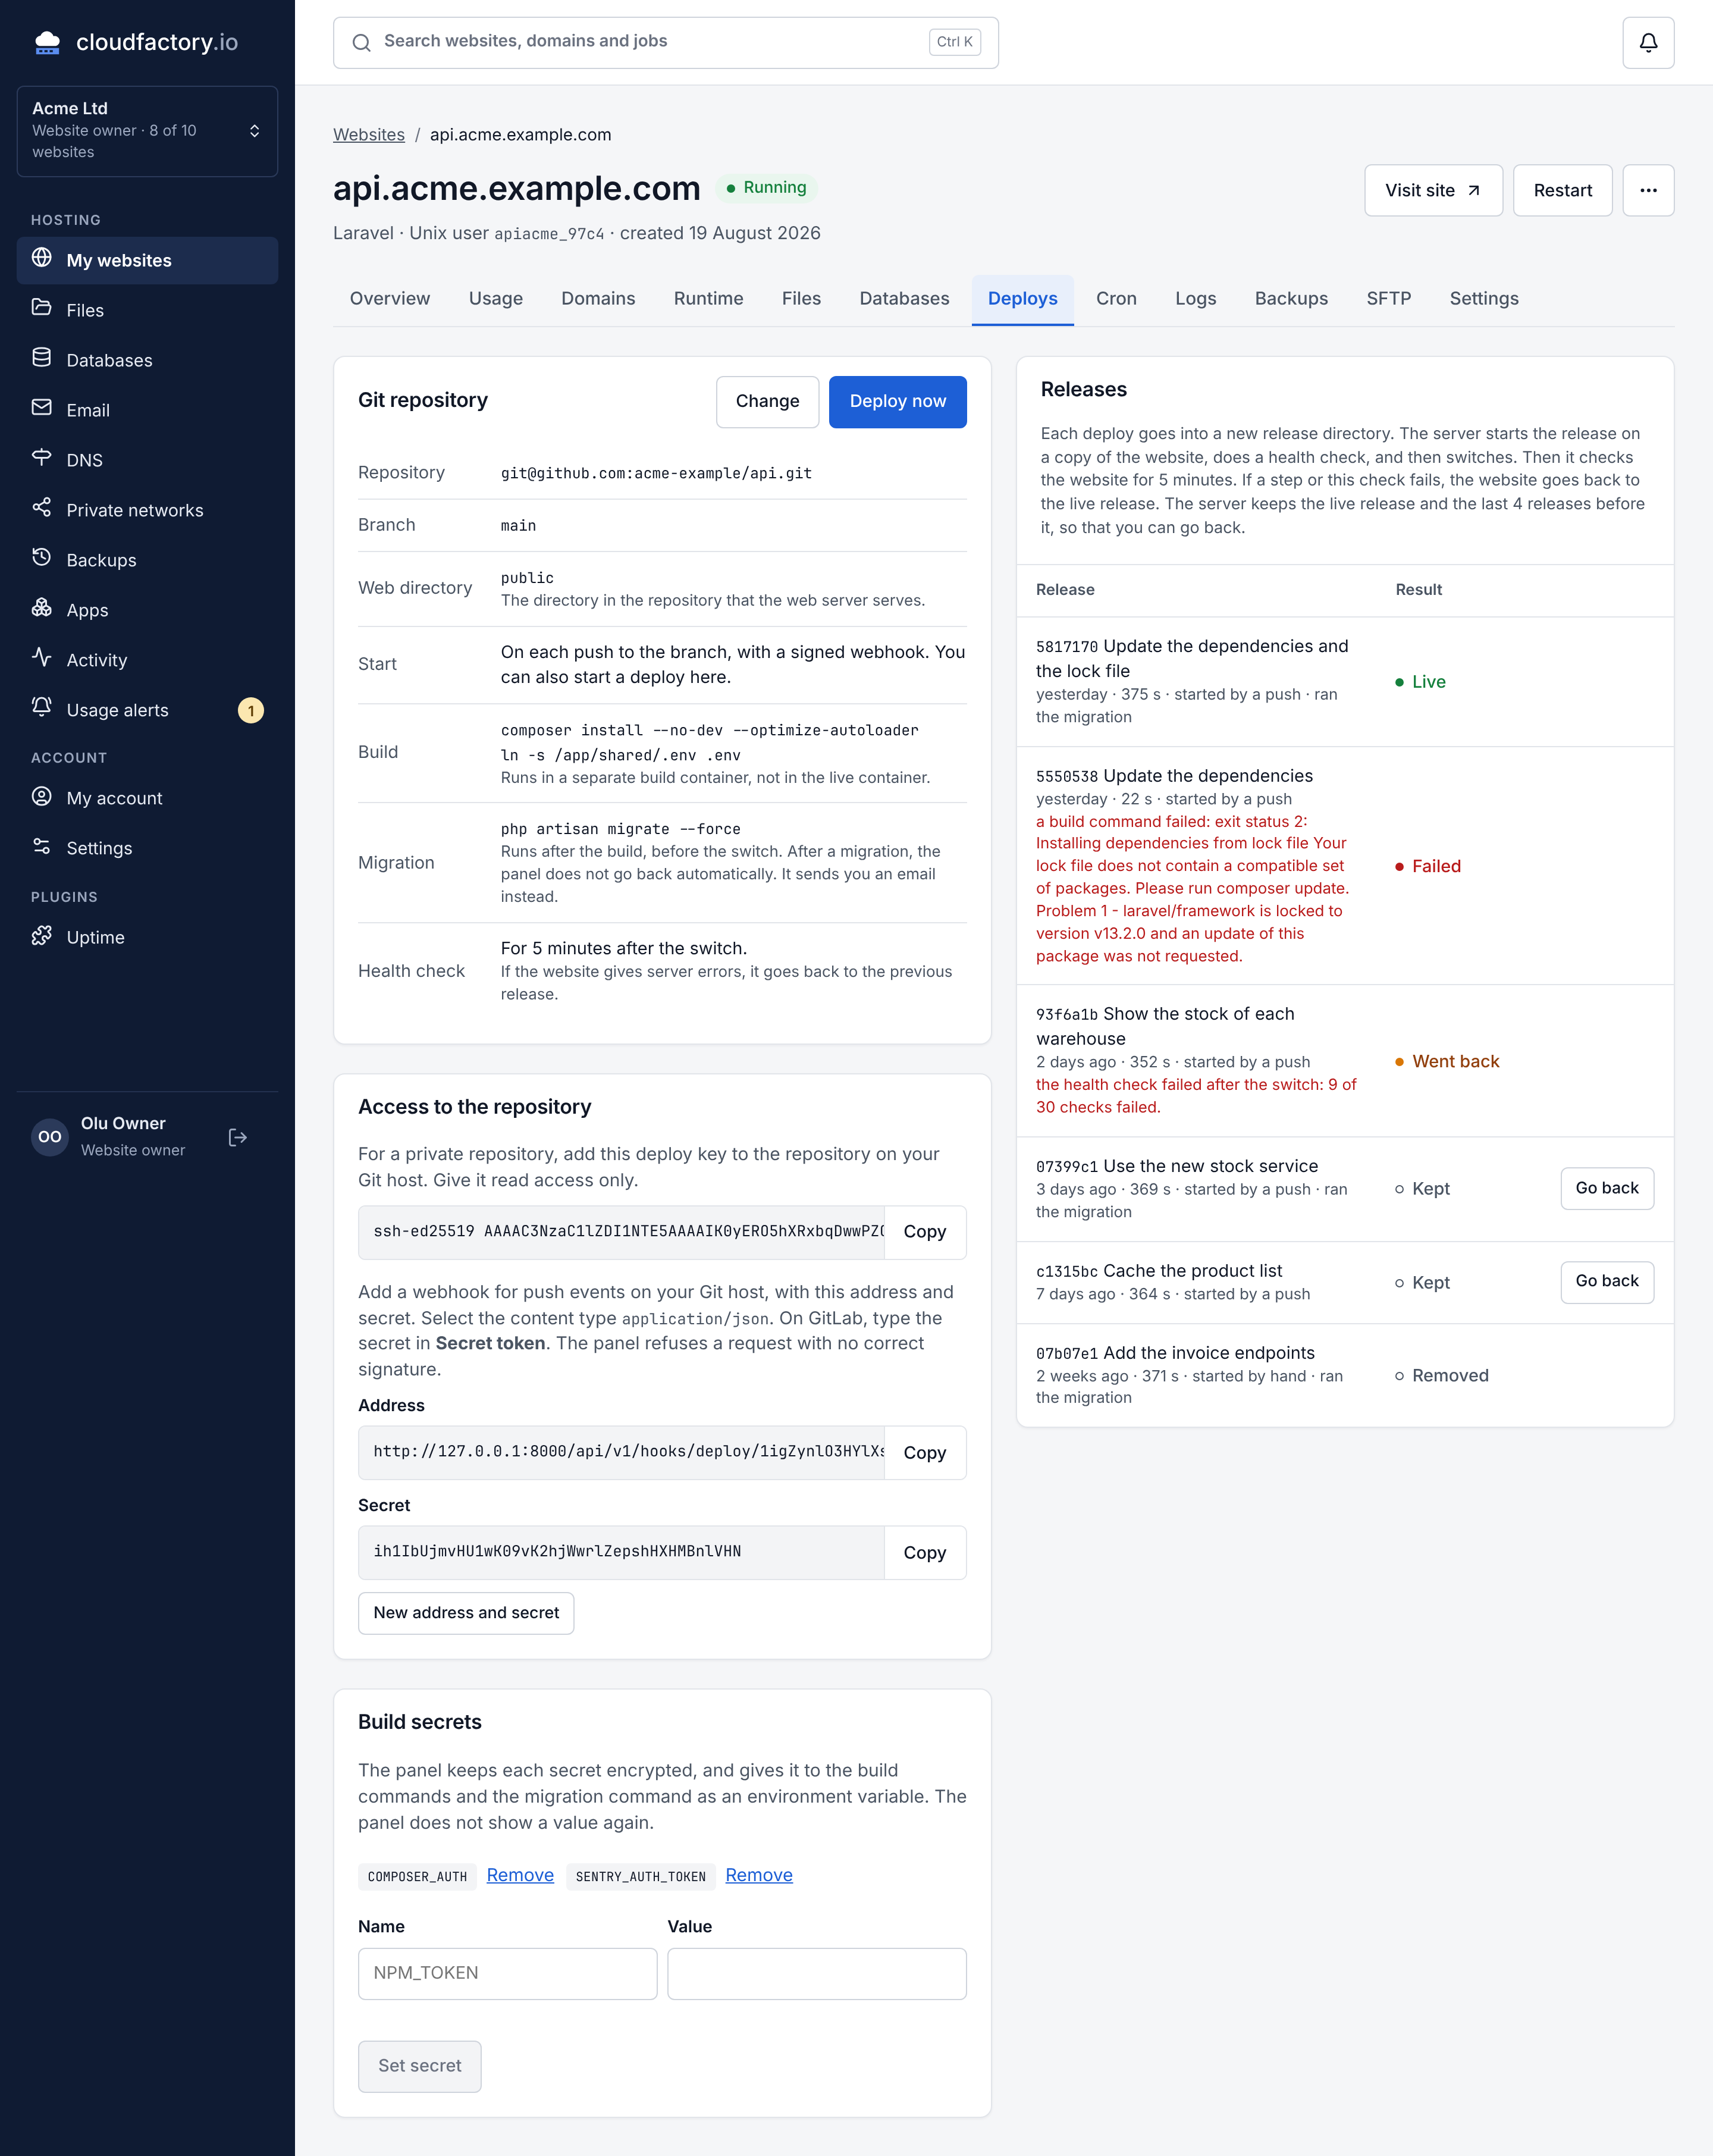 cloudfactory.io
Acme Ltd
Website owner · 8 of 10
websites
HOSTING
My websites
Files
Databases
Email
DNS
Private networks
Backups
Apps
Activity
Usage alerts
1
ACCOUNT
My account
Settings
PLUGINS
Uptime
OO
Olu Owner
Website owner
Search websites, domains and jobs
Ctrl K
Websites / api.acme.example.com
api.acme.example.com
Running
Visit site
Restart
Laravel · Unix user apiacme_97c4 · created 19 August 2026
Overview
Usage
Domains
Runtime
Files
Databases
Deploys
Cron
Logs
Backups
SFTP
Settings
Git repository
Change
Deploy now
Repository
git@github.com:acme-example/api.git
Branch
main
Web directory
public
The directory in the repository that the web server serves.
Start
On each push to the branch, with a signed webhook. You
can also start a deploy here.
Build
composer install --no-dev --optimize-autoloader
ln -s /app/shared/.env .env
Runs in a separate build container, not in the live container.
Migration
php artisan migrate --force
Runs after the build, before the switch. After a migration, the
panel does not go back automatically. It sends you an email
instead.
Health check
For 5 minutes after the switch.
If the website gives server errors, it goes back to the previous
release.
Access to the repository
For a private repository, add this deploy key to the repository on your
Git host. Give it read access only.
ssh-ed25519 AAAAC3NzaC1lZDI1NTE5AAAAIK0yERO5hXRxbqDwwPZ
Copy
Add a webhook for push events on your Git host, with this address and
secret. Select the content type application/json. On GitLab, type the
secret in Secret token. The panel refuses a request with no correct
signature.
Address
http://127.0.0.1:8000/api/v1/hooks/deploy/1igZynlO3HYlXs
Copy
Secret
ih1IbUjmvHU1wK09vK2hjWwrlZepshHXHMBnlVHN
Copy
New address and secret
Build secrets
The panel keeps each secret encrypted, and gives it to the build
commands and the migration command as an environment variable. The
panel does not show a value again.
COMPOSER_AUTH
Remove
SENTRY_AUTH_TOKEN
Remove
Name
Value
NPM_TOKEN
Set secret
Releases
Each deploy goes into a new release directory. The server starts the release on
a copy of the website, does a health check, and then switches. Then it checks
the website for 5 minutes. If a step or this check fails, the website goes back to
the live release. The server keeps the live release and the last 4 releases before
it, so that you can go back.
Release
Result
5817170 Update the dependencies and
the lock file
yesterday · 375 s · started by a push · ran
the migration
Live
5550538 Update the dependencies
yesterday · 22 s · started by a push
a build command failed: exit status 2:
Installing dependencies from lock file Your
lock file does not contain a compatible set
of packages. Please run composer update.
Problem 1 - laravel/framework is locked to
version v13.2.0 and an update of this
package was not requested.
Failed
93f6a1b Show the stock of each
warehouse
2 days ago · 352 s · started by a push
the health check failed after the switch: 9 of
30 checks failed.
Went back
07399c1 Use the new stock service
3 days ago · 369 s · started by a push · ran
the migration
Kept
Go back
c1315bc Cache the product list
7 days ago · 364 s · started by a push
Kept
Go back
07b07e1 Add the invoice endpoints
2 weeks ago · 371 s · started by hand · ran
the migration
Removed